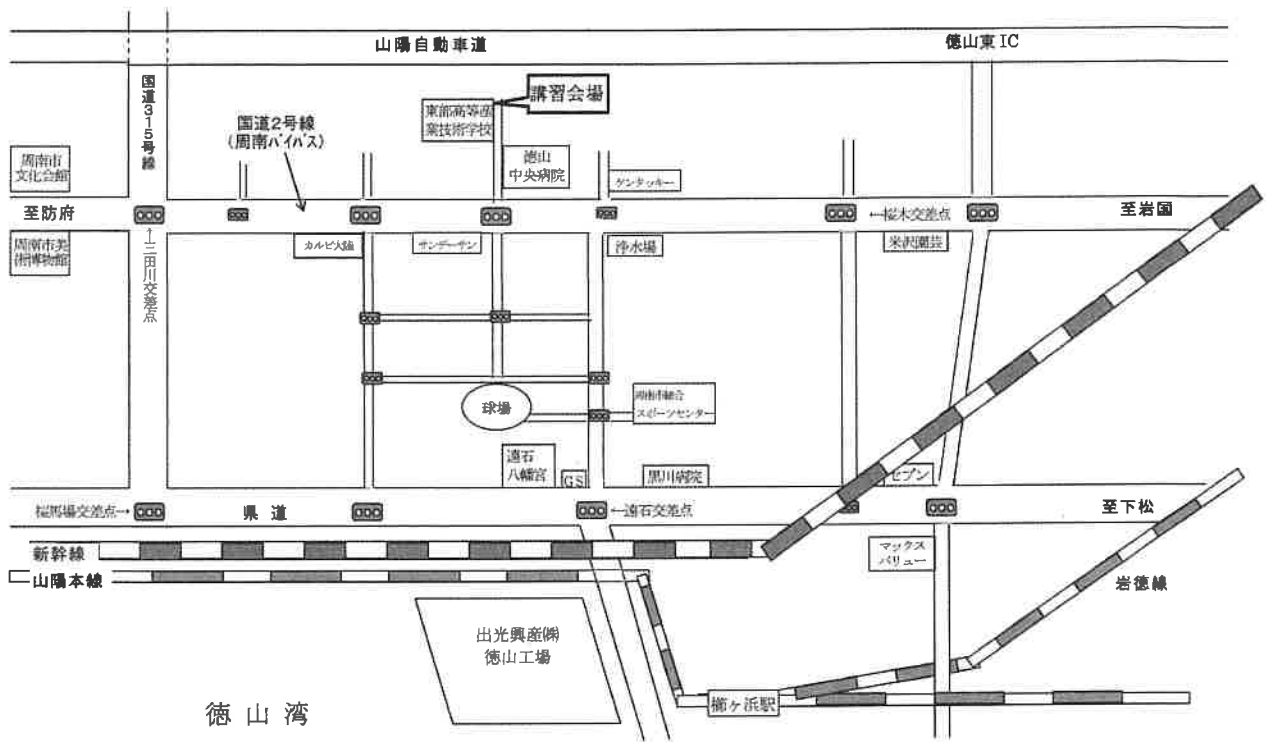 山陽自動車道
徳山東IC
国道315号線
講習会場
東部高等産
業技術学校
国道2号線
(周南バイパス)
周南市
文化会館
徳山
中央病院
ケンタッキー
至防府
←桜木交差点
至岩国
周南市美
術博物館
←三田川交差点
カルビ大陸
サンデーサン
浄水場
米沢園芸
球場
周南市総合
スポーツセンター
遠石
八幡宮
GS
黒川病院
セブン
桜馬場交差点→
県道
←遠石交差点
至下松
新幹線
マックス
バリュー
山陽本線
岩徳線
出光興産㈱
徳山工場
櫛ヶ浜駅
徳山湾